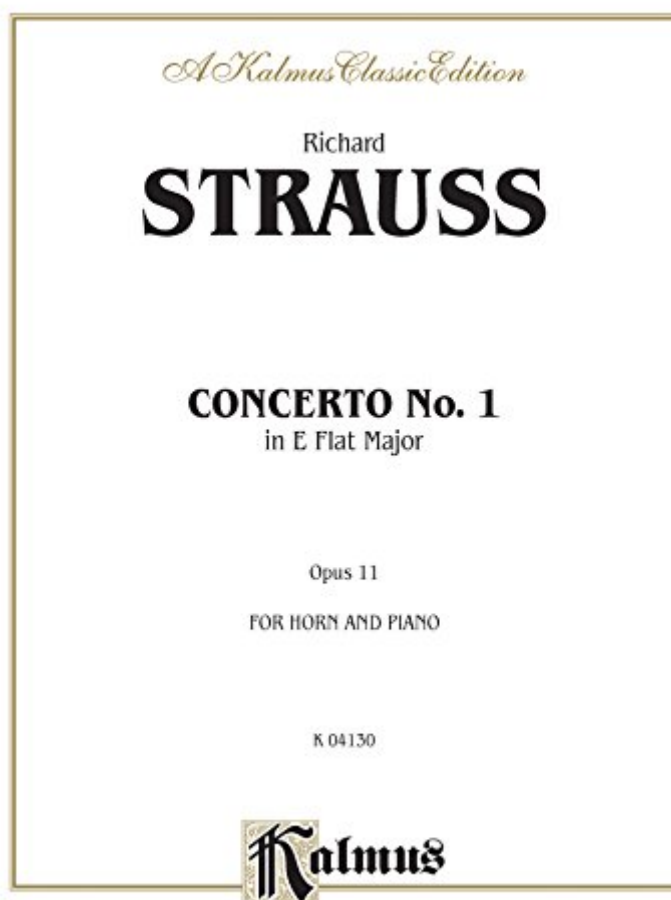 A Kalmus Classic Edition
Richard
STRAUSS
CONCERTO No. 1
in E Flat Major
Opus 11
FOR HORN AND PIANO
K 04130
Kalmus